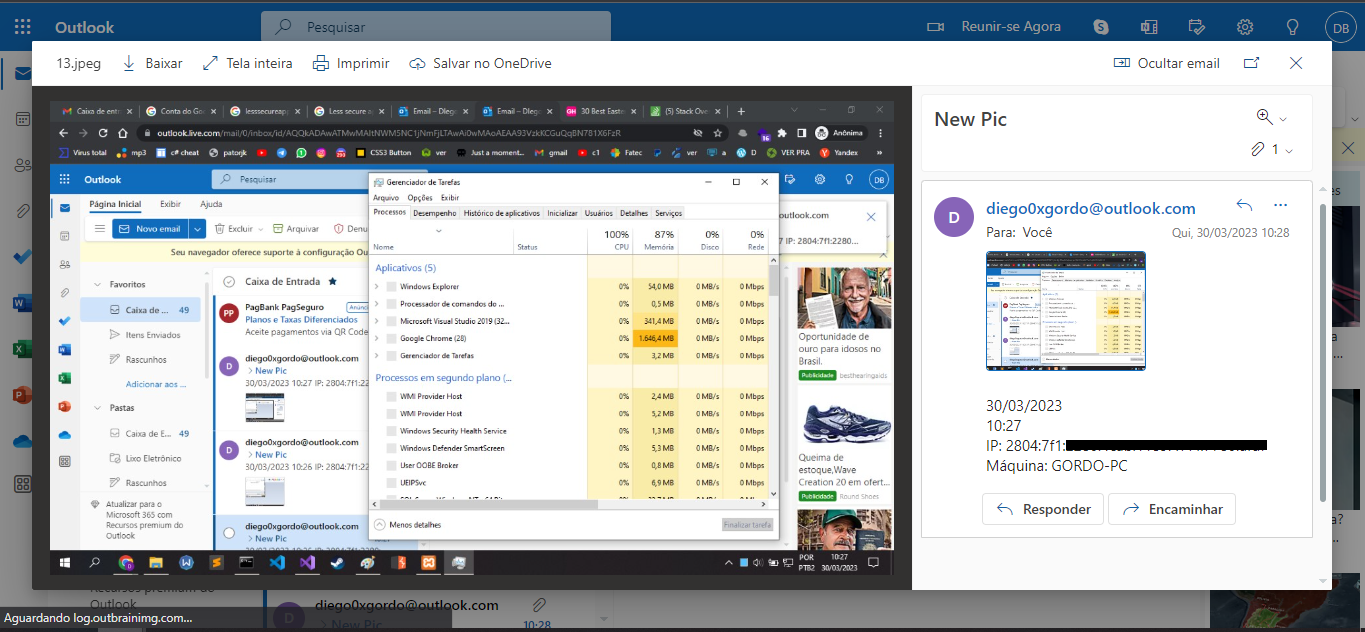 Outlook
Pesquisar
Reunir-se Agora
DB
13.jpeg
Baixar
Tela inteira
Imprimir
Salvar no OneDrive
Ocultar email
Caixa de entr
Conta do Go
lesssecureapp
Less secure a
Email – Diego
Email – Diego
GH 30 Best Easte
(5) Stack Ove
outlook.live.com/mail/0/inbox/id/
16
Anônima
Virus total
mp3
c# cheat
patorjk
CSS3 Button
ver
Just a moment...
gmail
c1
Fatec
ver
a
D
VER PRA
Yandex
»
Outlook
Pesquisar
DB
Página Inicial
Exibir
Ajuda
Novo email
Excluir
Arquivar
Denu
Seu navegador oferece suporte à configuração Ou
Favoritos
Caixa de ...
49
Itens Enviados
Rascunhos
Adicionar aos ...
Pastas
Caixa de E...
49
Lixo Eletrônico
Rascunhos
Atualizar para o
Microsoft 365 com
Recursos premium do
Outlook
Caixa de Entrada
PP
PagBank PagSeguro
Anúnc
Planos e Taxas Diferenciados
Aceite pagamentos via QR Code
D
diego0xgordo@outlook.com
> New Pic
30/03/2023 10:27 IP: 2804:7f1:2
D
diego0xgordo@outlook.com
> New Pic
30/03/2023 10:26 IP: 2804:7f1:22
diego0xgordo@outlook.com
> New Pic
Gerenciador de Tarefas
Arquivo
Opções
Exibir
Processos
Desempenho
Histórico de aplicativos
Inicializar
Usuários
Detalhes
Serviços
100%
87%
0%
0%
Nome
Status
CPU
Memória
Disco
Rede
Aplicativos (5)
Windows Explorer
0%
54,0 MB
0 MB/s
0 Mbps
Processador de comandos do ...
0%
0,5 MB
0 MB/s
0 Mbps
Microsoft Visual Studio 2019 (32...
0%
341,4 MB
0 MB/s
0 Mbps
Google Chrome (28)
0%
1.646,4 MB
0 MB/s
0 Mbps
Gerenciador de Tarefas
0%
3,2 MB
0 MB/s
0 Mbps
Processos em segundo plano (...
WMI Provider Host
0%
2,4 MB
0 MB/s
0 Mbps
WMI Provider Host
0%
5,2 MB
0 MB/s
0 Mbps
Windows Security Health Service
0%
1,3 MB
0 MB/s
0 Mbps
Windows Defender SmartScreen
0%
5,3 MB
0 MB/s
0 Mbps
User OOBE Broker
0%
0,8 MB
0 MB/s
0 Mbps
UEIPSvc
0%
6,9 MB
0 MB/s
0 Mbps
Menos detalhes
Finalizar tarefa
outlook.com
7 IP: 2804:7f1:2280...
Oportunidade de
ouro para idosos no
Brasil.
Publicidade
besthearingaids
Queima de
estoque,Wave
Creation 20 em ofert...
Publicidade
Round Shoes
POR
PTB2
10:27
30/03/2023
New Pic
1
D
diego0xgordo@outlook.com
Para: Você
Qui, 30/03/2023 10:28
30/03/2023
10:27
IP: 2804:7f1:
Máquina: GORDO-PC
Responder
Encaminhar
Recursos premium do
Outlook
D
diego0xgordo@outlook.com
> New Pic
10:28
Aguardando log.outbrainimg.com...